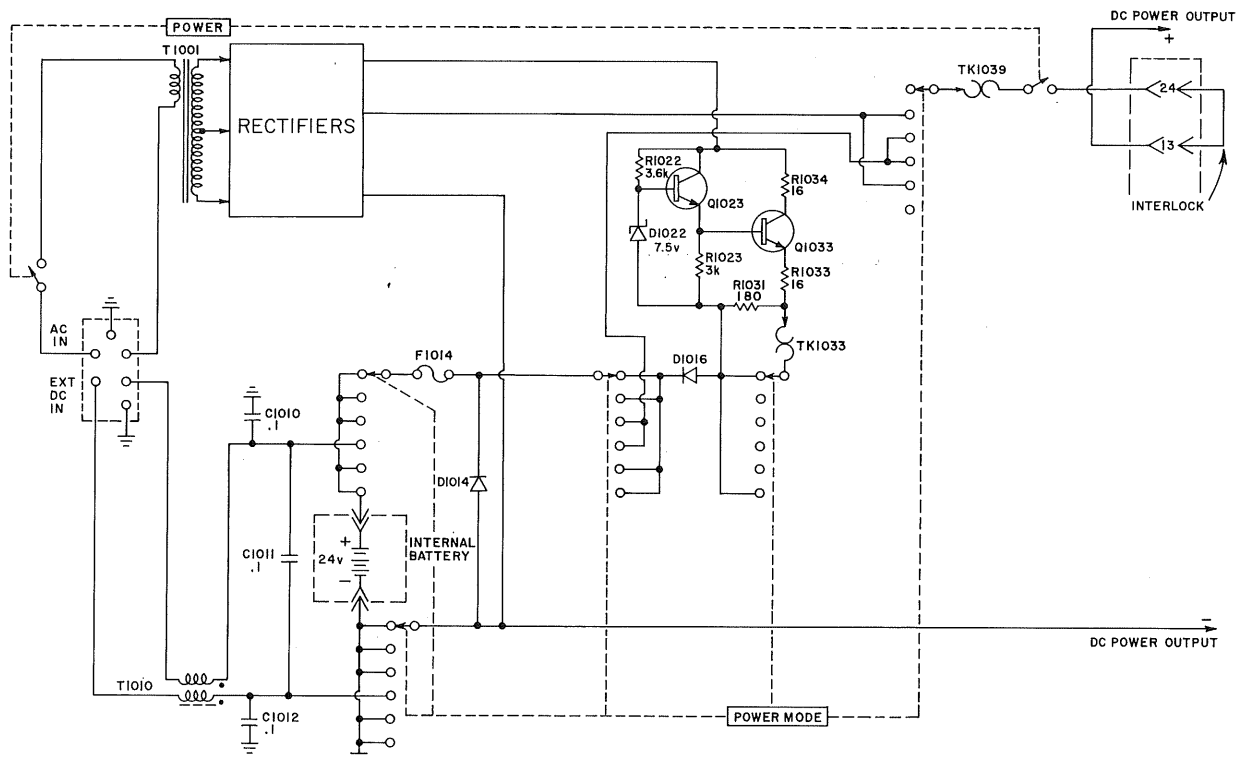 POWER
DC POWER OUTPUT
+
T1001
RECTIFIERS
TK1039
24
13
INTERLOCK
R1022
3.6k
Q1023
R1034
16
D1022
7.5v
Q1033
R1023
3k
R1033
16
R1031
180
TK1033
AC
IN
EXT
DC
IN
F1014
D1016
C1010
.1
D1014
C1011
.1
+
24v
−
INTERNAL
BATTERY
−
DC POWER OUTPUT
T1010
C1012
.1
POWER MODE